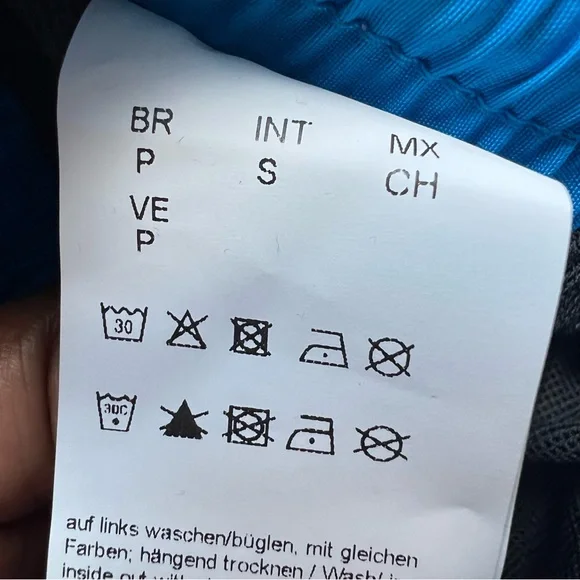 BR INT MX
P S CH
VE
P
30
30C
auf links waschen/bügeln, mit gleichen
Farben; hängend trocknen / Wash/
inside out with